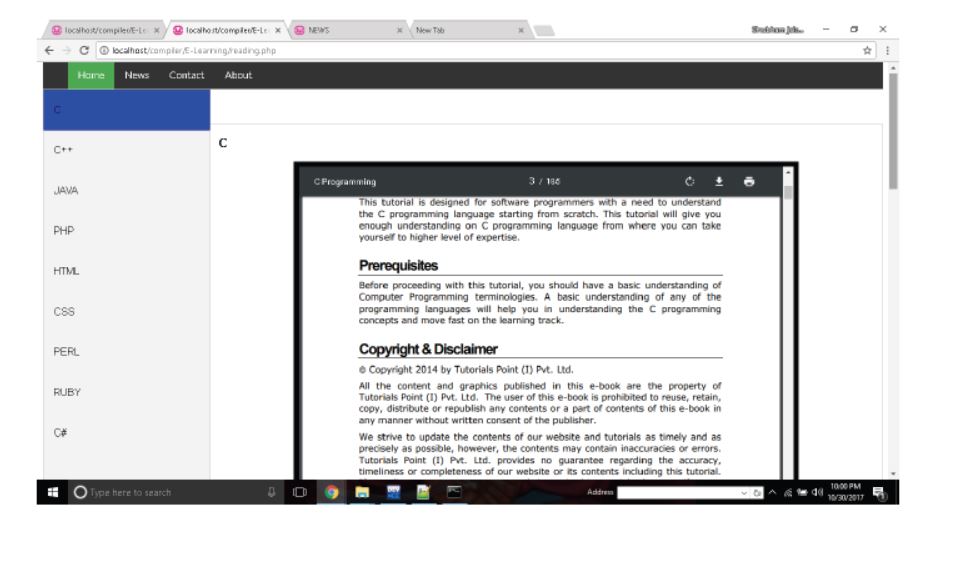 localhost/compiler/E-Le
localhost/compiler/E-Le
NEWS
New Tab
localhost/compiler/E-Learning/reading.php
Home News Contact About
C
C++
JAVA
PHP
HTML
CSS
PERL
RUBY
C#
C
C Programming 3 / 186
This tutorial is designed for software programmers with a need to understand
the C programming language starting from scratch. This tutorial will give you
enough understanding on C programming language from where you can take
yourself to higher level of expertise.
Prerequisites
Before proceeding with this tutorial, you should have a basic understanding of
Computer Programming terminologies. A basic understanding of any of the
programming languages will help you in understanding the C programming
concepts and move fast on the learning track.
Copyright & Disclaimer
© Copyright 2014 by Tutorials Point (I) Pvt. Ltd.
All the content and graphics published in this e-book are the property of
Tutorials Point (I) Pvt. Ltd. The user of this e-book is prohibited to reuse, retain,
copy, distribute or republish any contents or a part of contents of this e-book in
any manner without written consent of the publisher.
We strive to update the contents of our website and tutorials as timely and as
precisely as possible, however, the contents may contain inaccuracies or errors.
Tutorials Point (I) Pvt. Ltd. provides no guarantee regarding the accuracy,
timeliness or completeness of our website or its contents including this tutorial.
Type here to search
Address
10:00 PM
10/30/2017